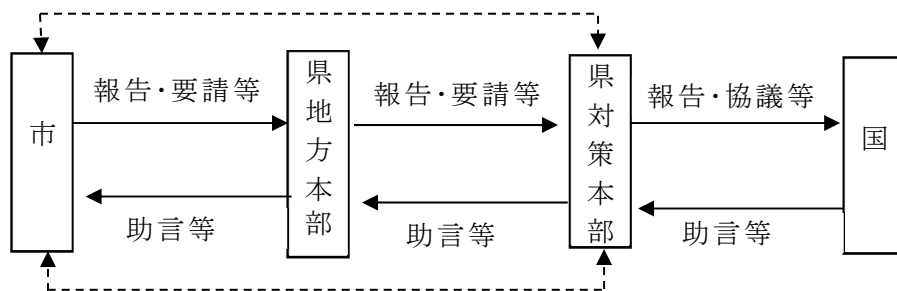 市
報告・要請等
助言等
県地方本部
報告・要請等
助言等
県対策本部
報告・協議等
助言等
国